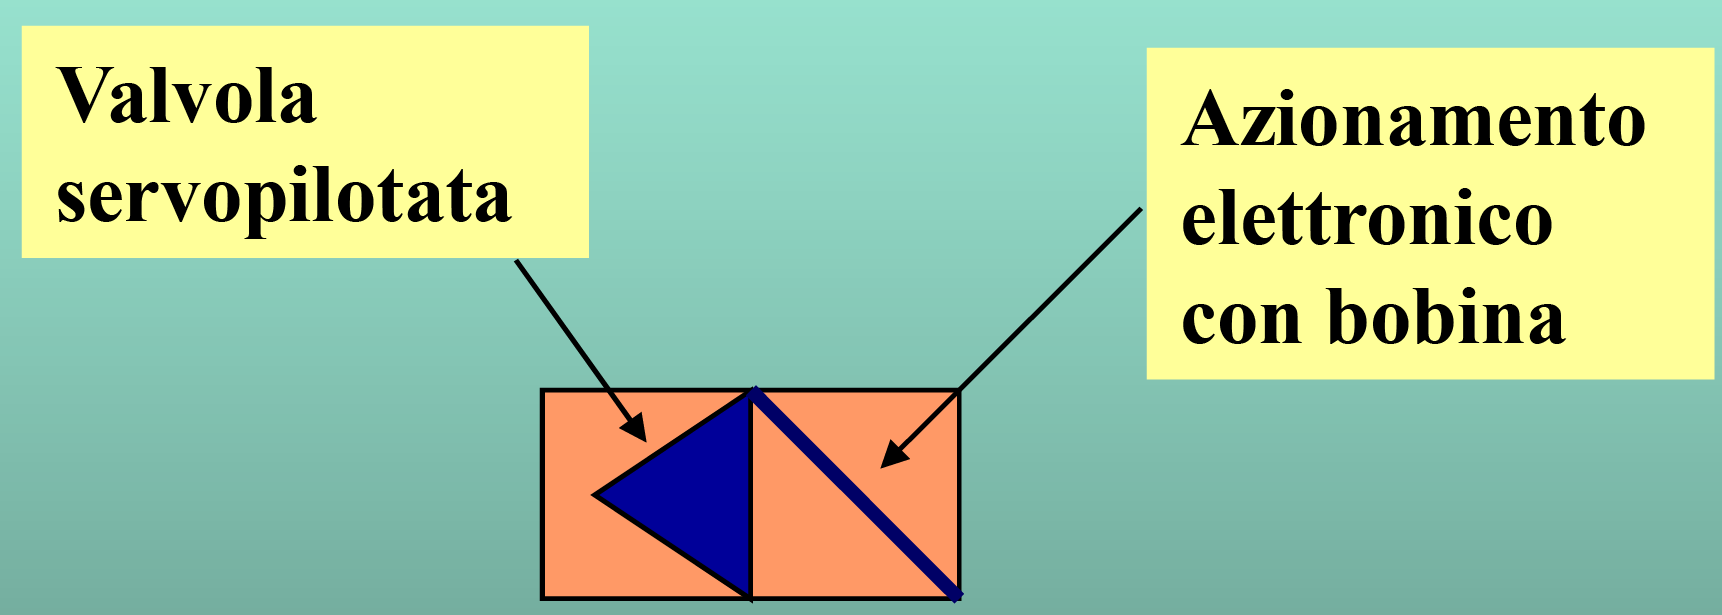 Valvola
servopilotata
Azionamento
elettronico
con bobina